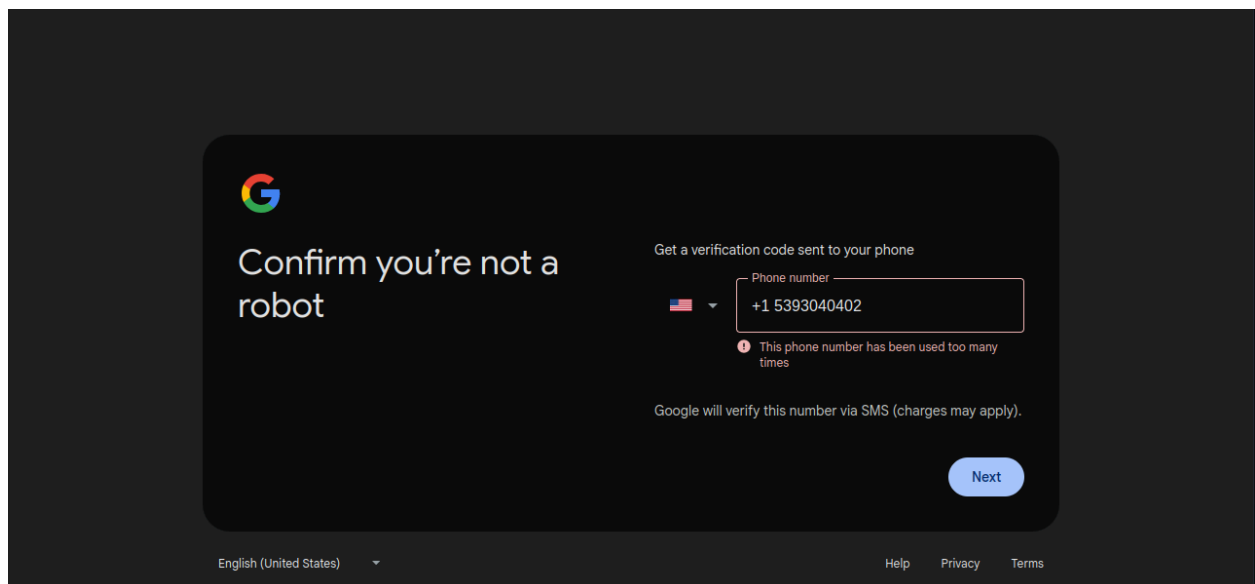 Confirm you’re not a
robot
Get a verification code sent to your phone
Phone number
+1 5393040402
This phone number has been used too many
times
Google will verify this number via SMS (charges may apply).
Next
English (United States)
Help Privacy Terms